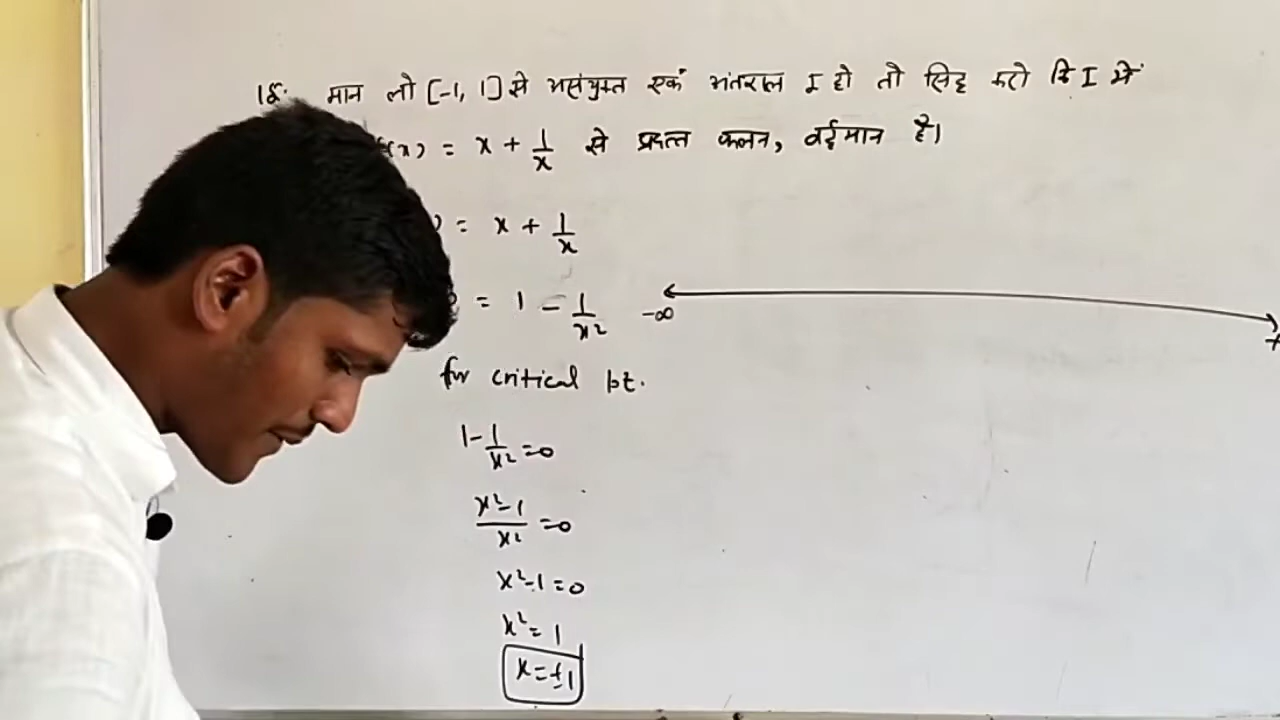 18. मान लो [-1, 1] से असंयुक्त एक अंतराल I हो तो सिद्ध करो कि I में
(x) = x + 1/x से प्रदत्त फलन, वर्द्धमान है।
) = x + 1/x
= 1 - 1/x²
-∞
+
for critical pt.
1 - 1/x² = 0
x² - 1 / x² = 0
x² - 1 = 0
x² = 1
x = ±1